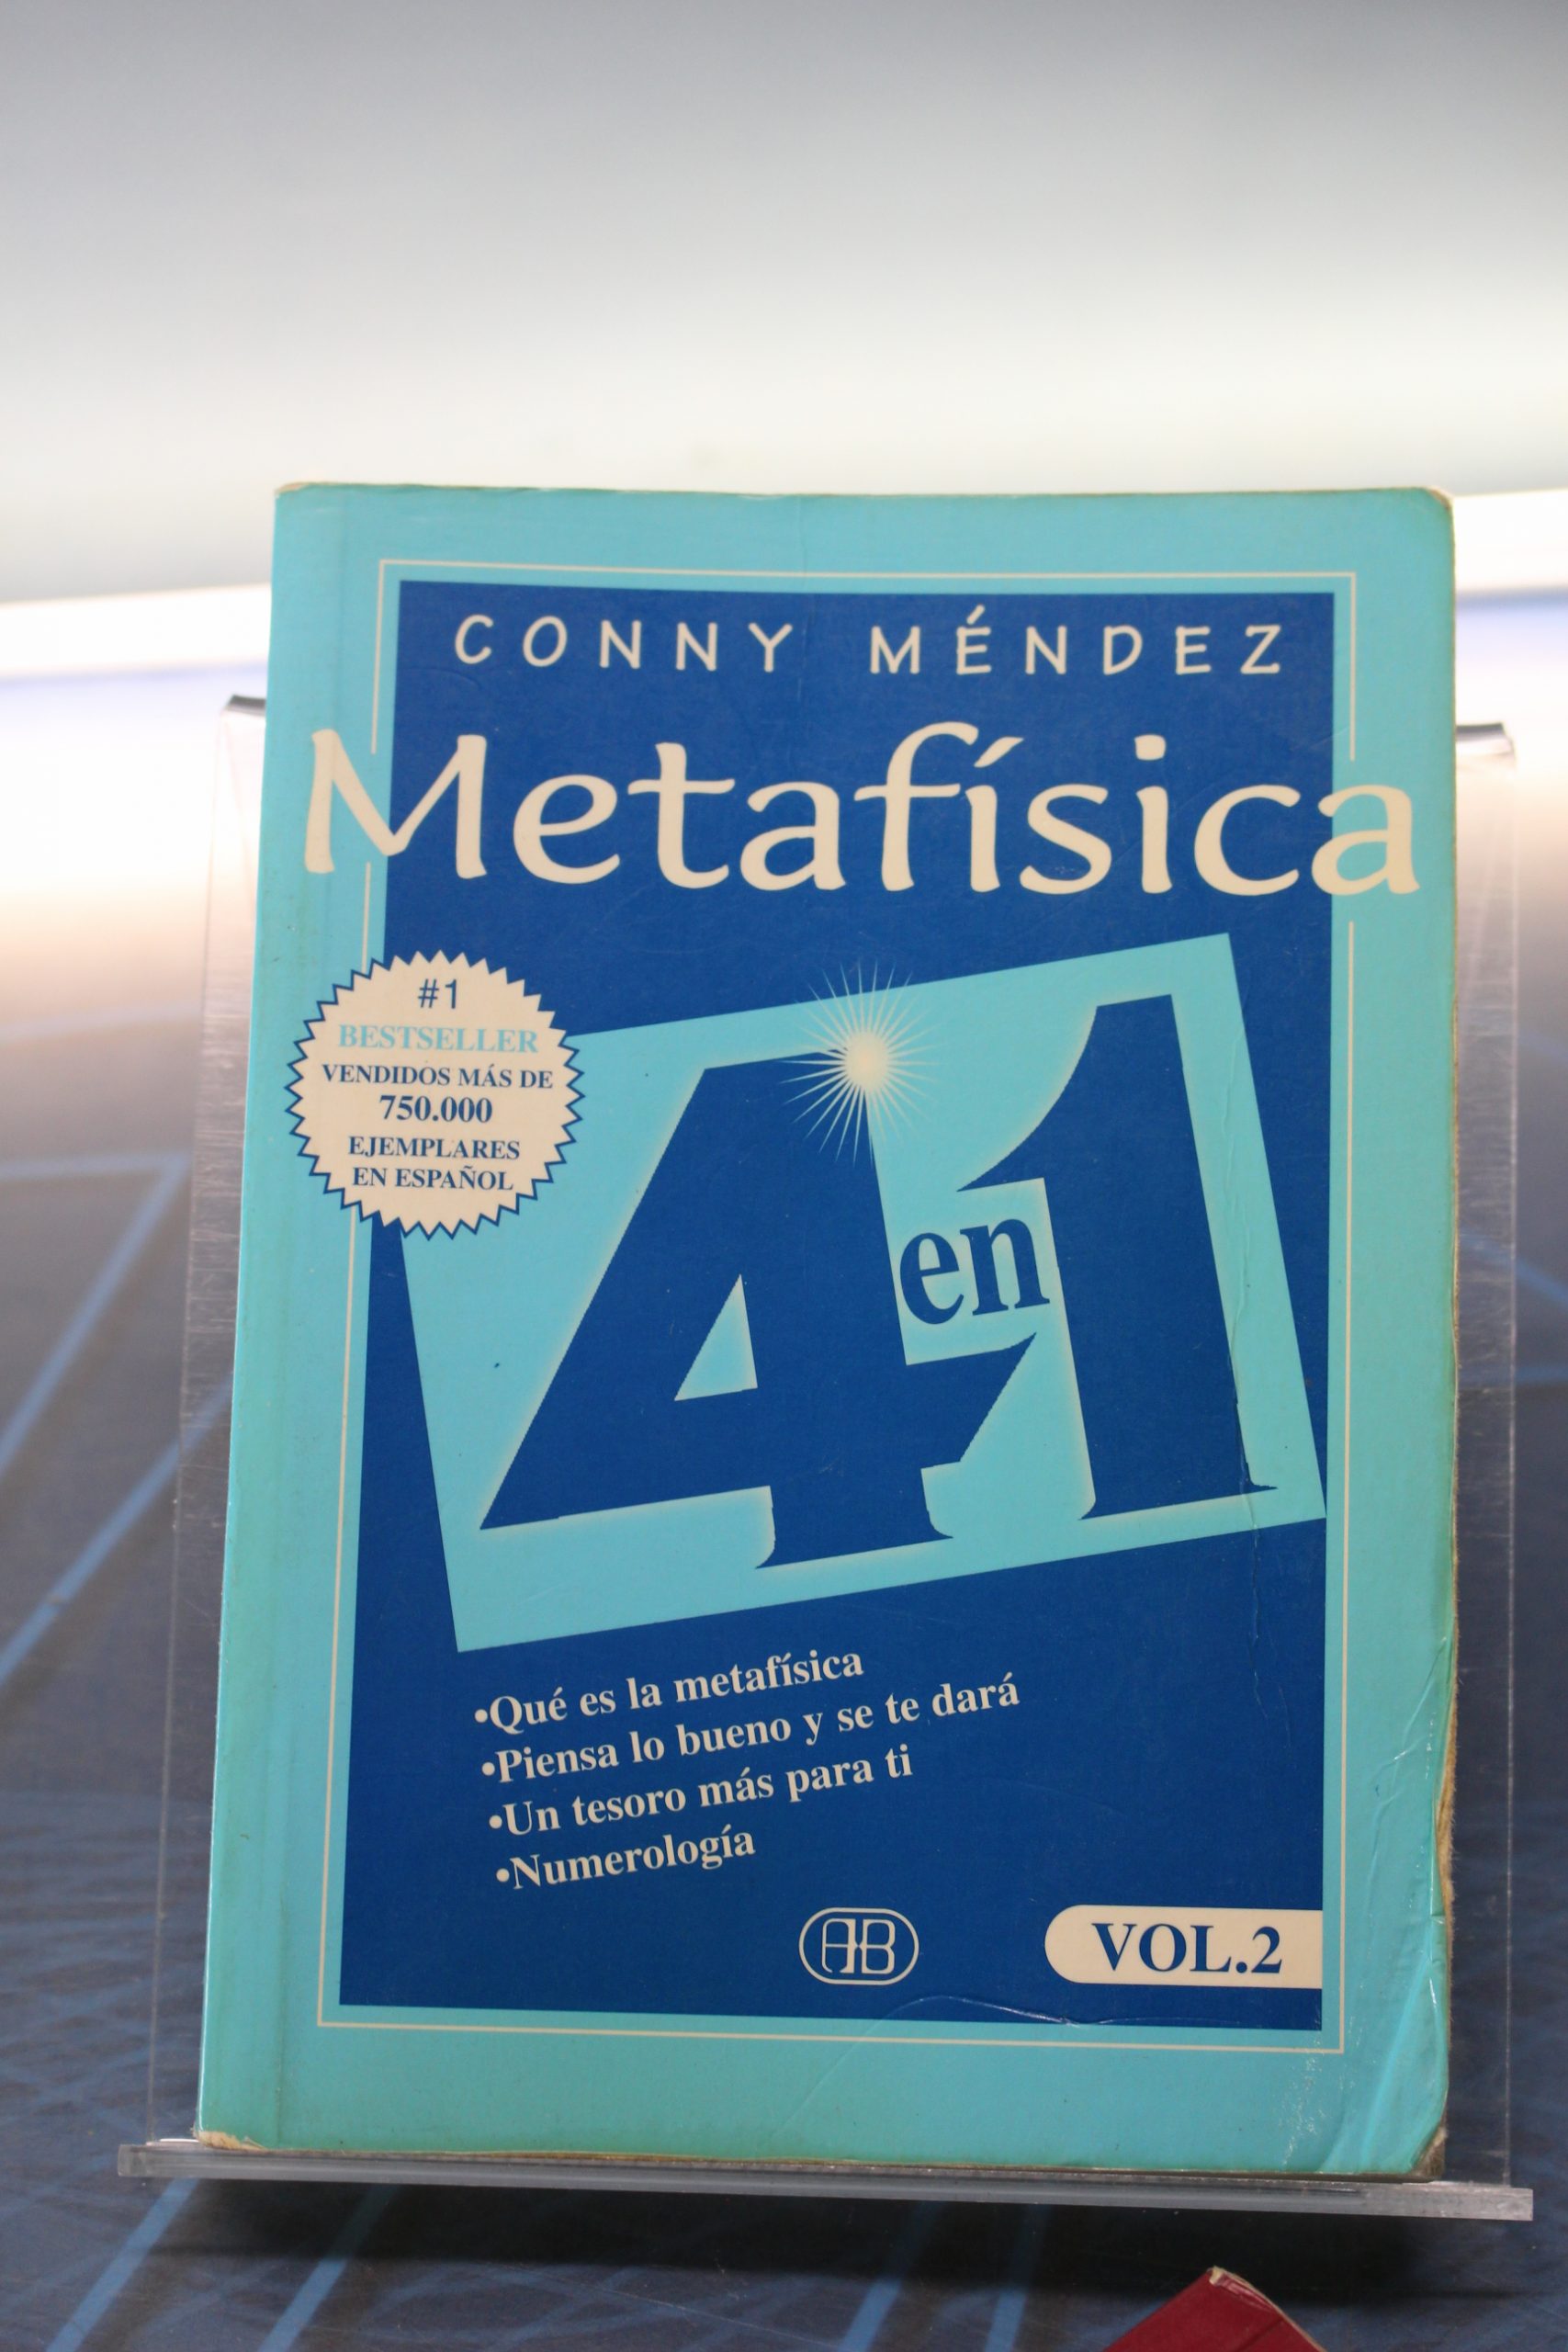 CONNY MÉNDEZ
Metafísica
#1
BESTSELLER
VENDIDOS MÁS DE
750.000
EJEMPLARES
EN ESPAÑOL
4 en 1
•Qué es la metafísica
•Piensa lo bueno y se te dará
•Un tesoro más para ti
•Numerología
AB
VOL.2